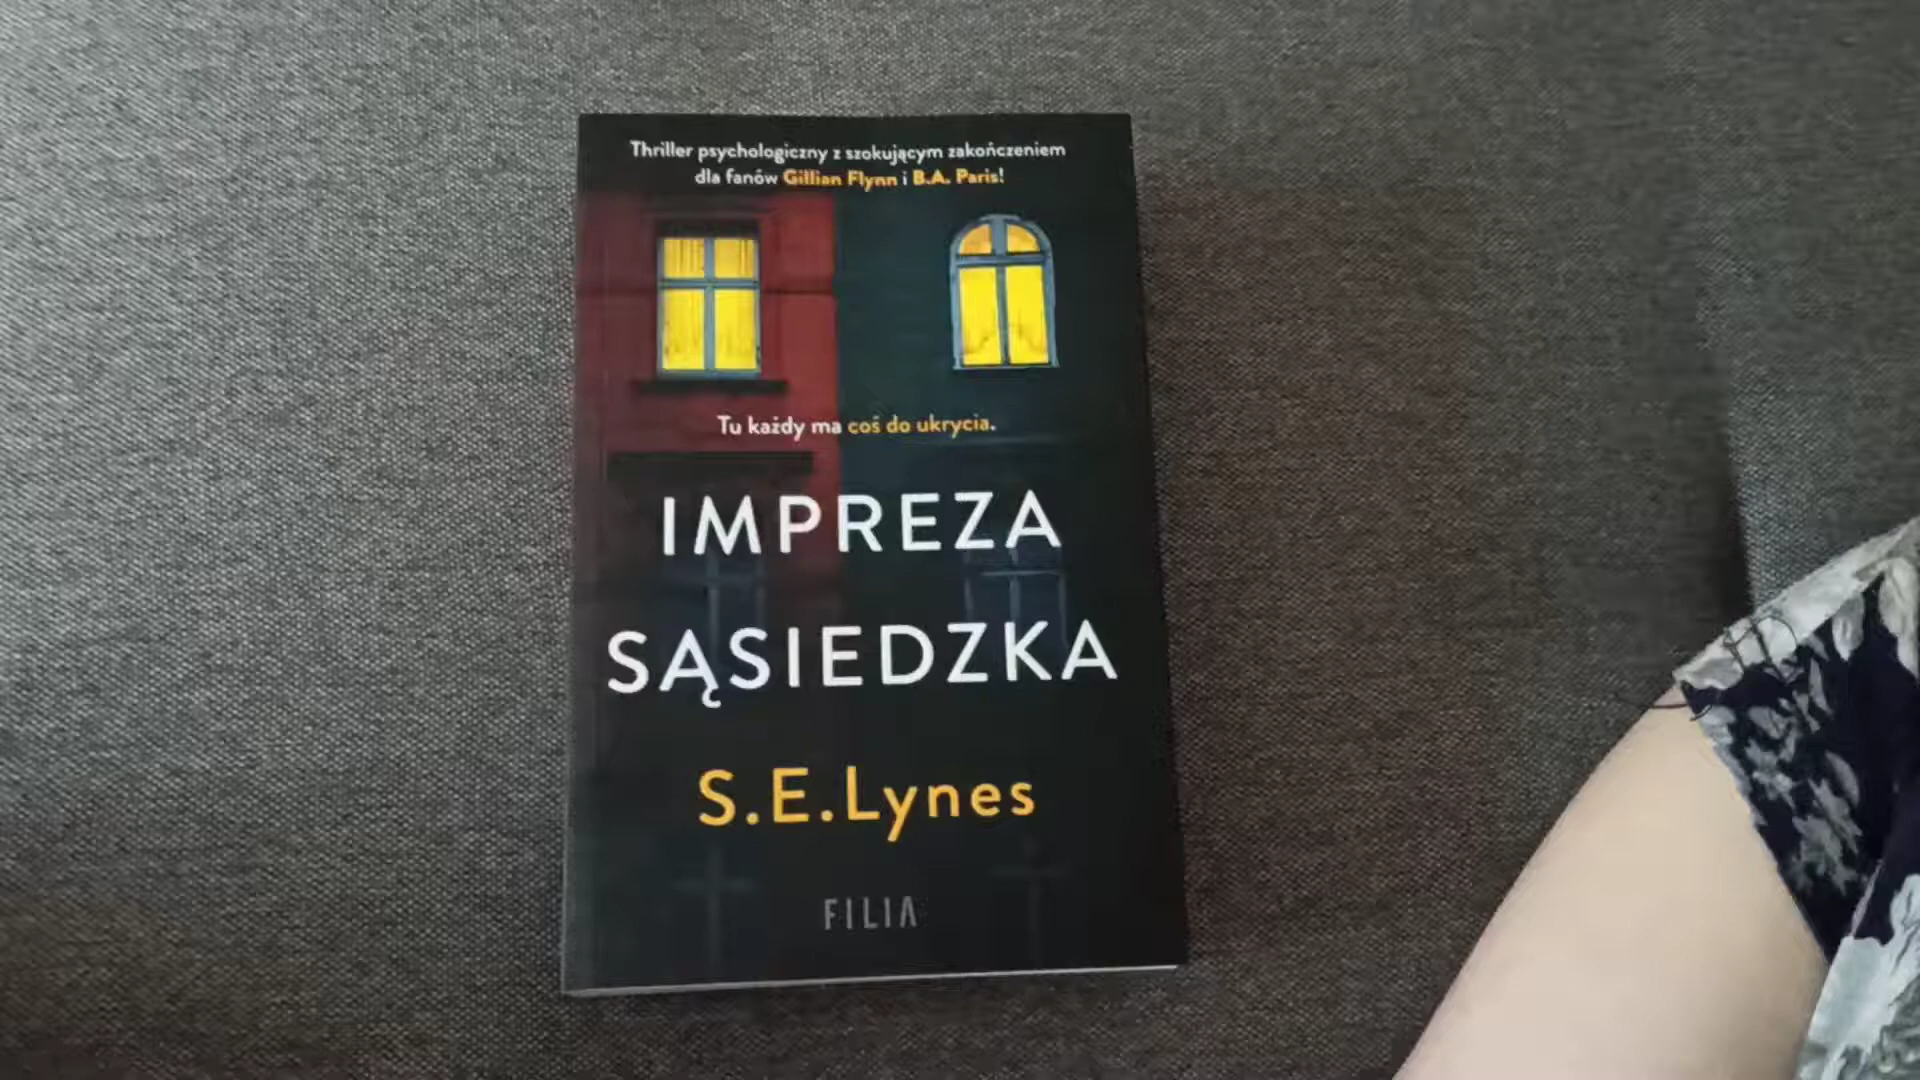 Thriller psychologiczny z szokującym zakończeniem
dla fanów Gillian Flynn i B.A. Paris!
Tu każdy ma coś do ukrycia.
IMPREZA
SĄSIEDZKA
S.E.Lynes
FILIA